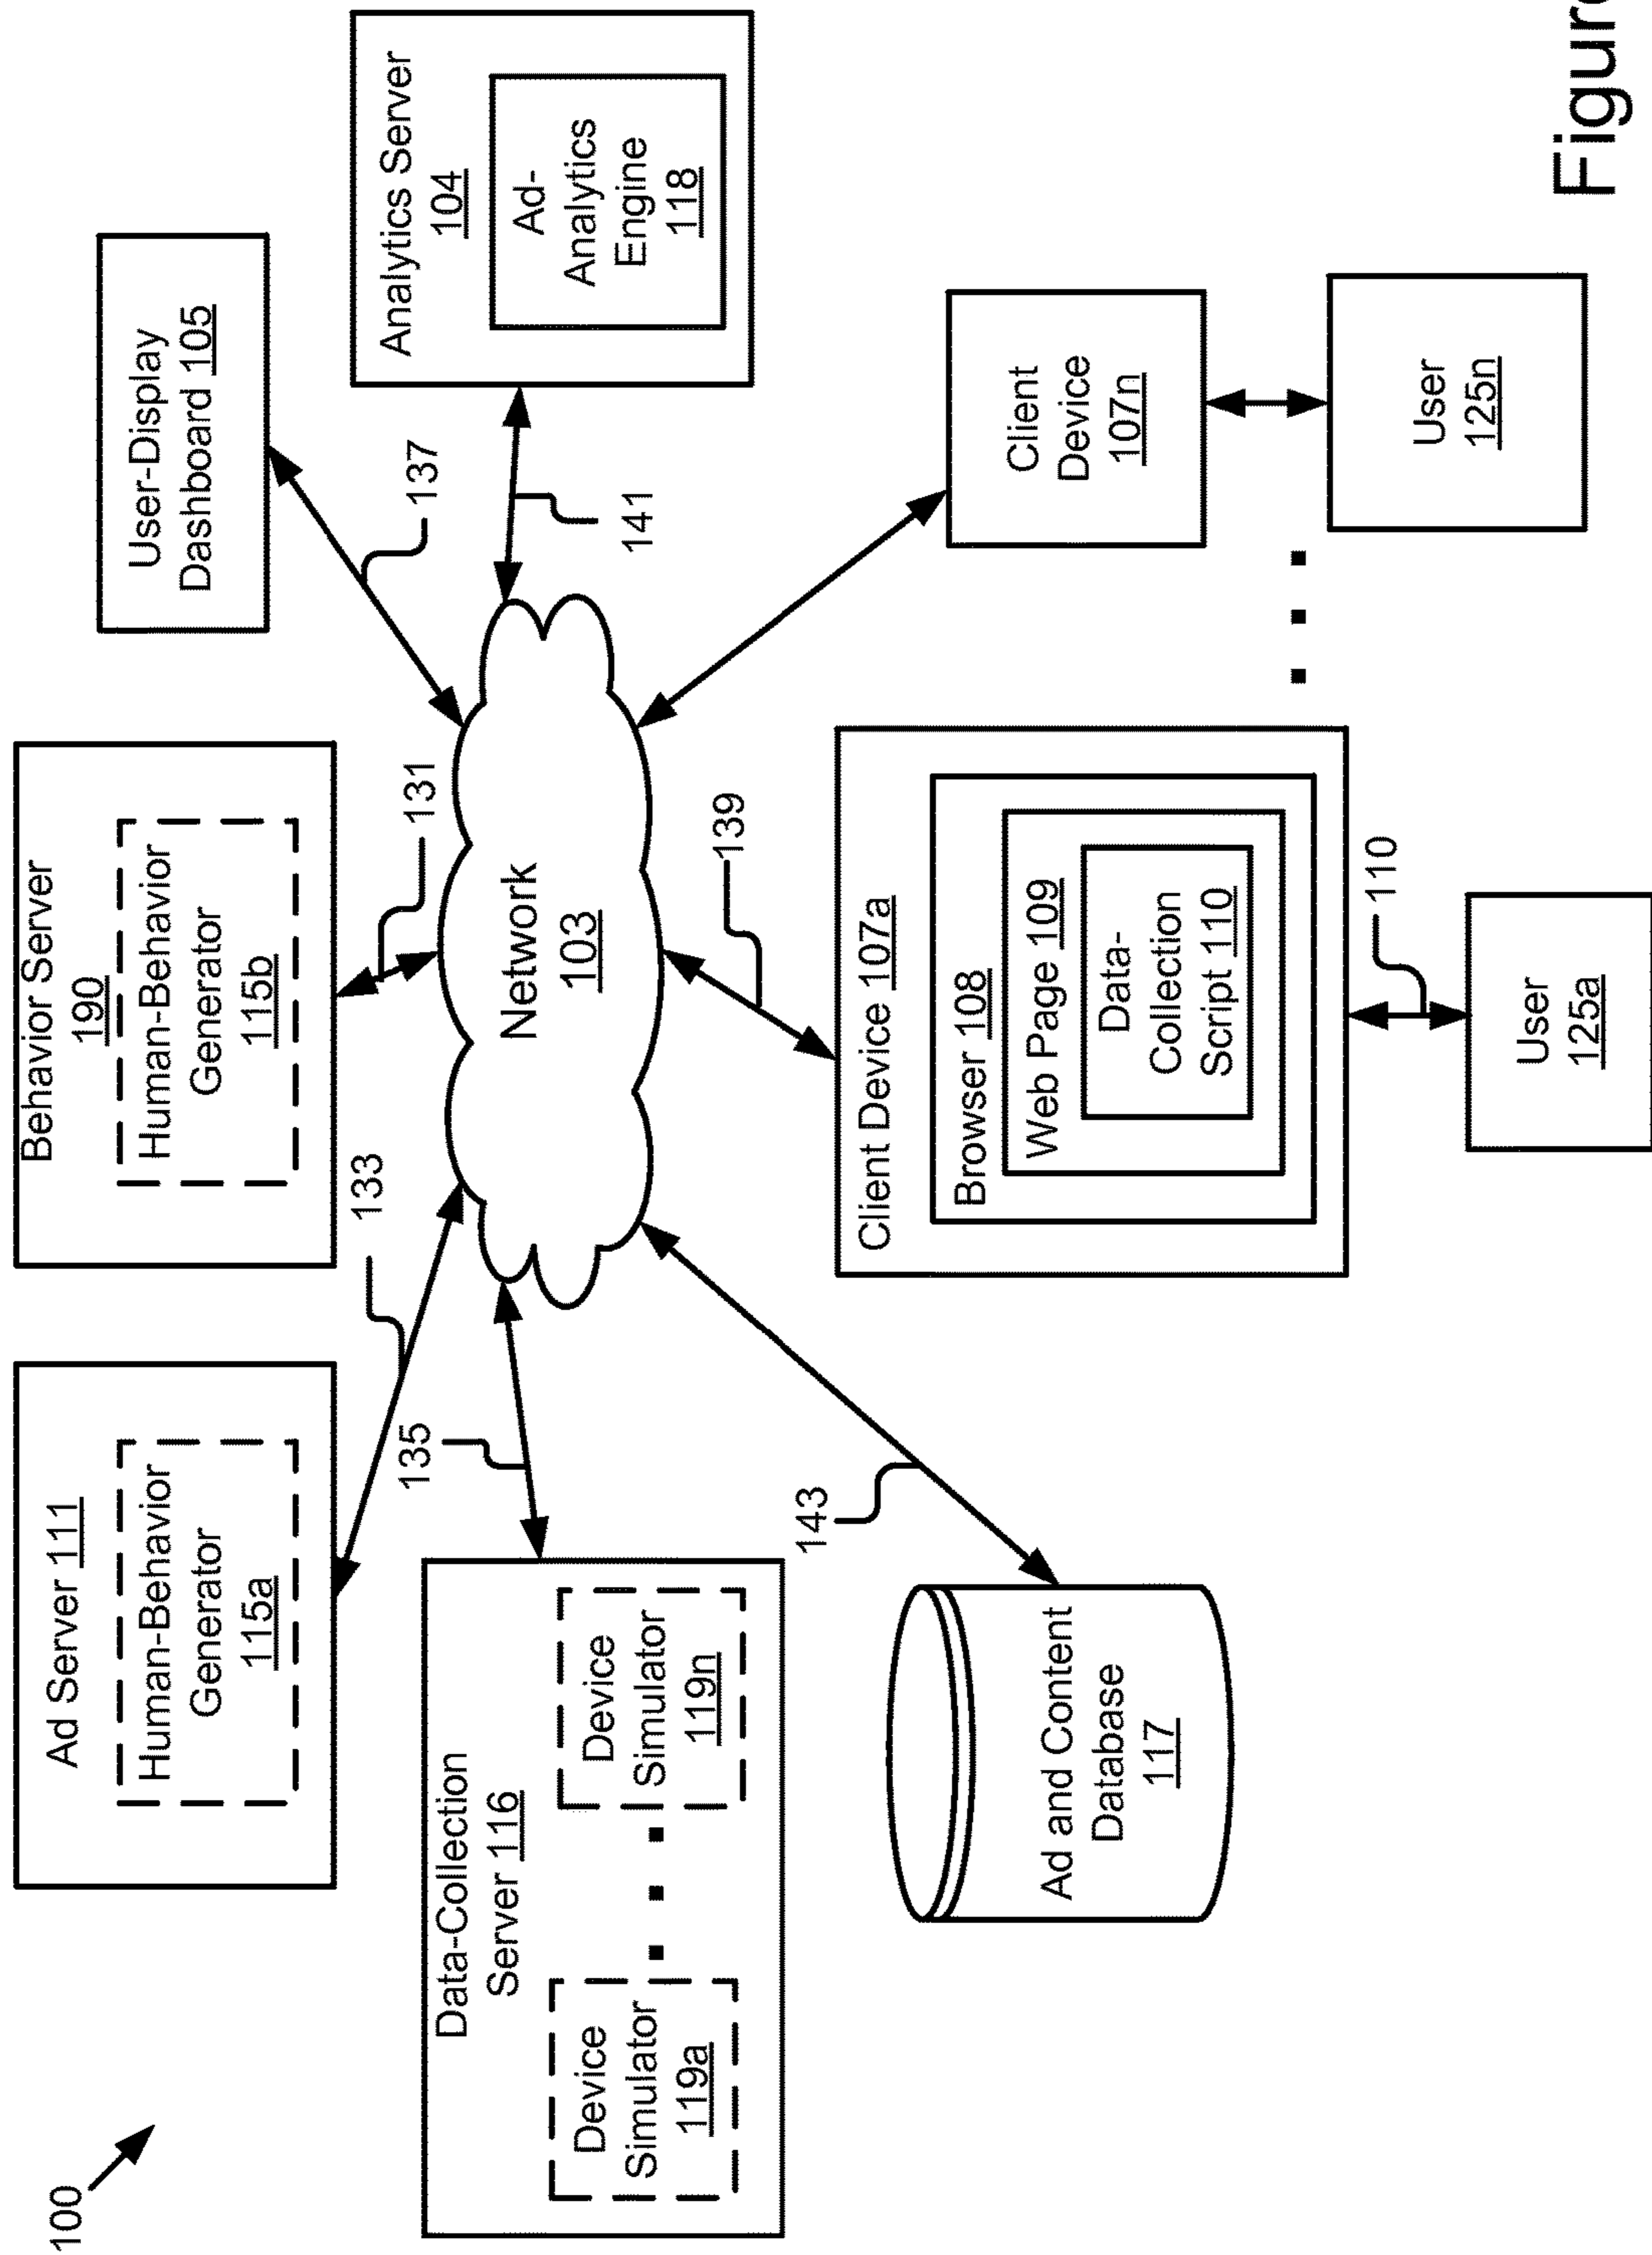 100
Ad Server 111
Human-Behavior
Generator
115a
Behavior Server
190
Human-Behavior
Generator
115b
User-Display
Dashboard 105
133
131
137
Data-Collection
Server 116
Device
Simulator
119a
Device
Simulator
119n
135
Network
103
141
Analytics Server
104
Ad-
Analytics
Engine
118
143
139
Ad and Content
Database
117
Client Device 107a
Browser 108
Web Page 109
Data-
Collection
Script 110
Client
Device
107n
110
User
125a
User
125n
Figur